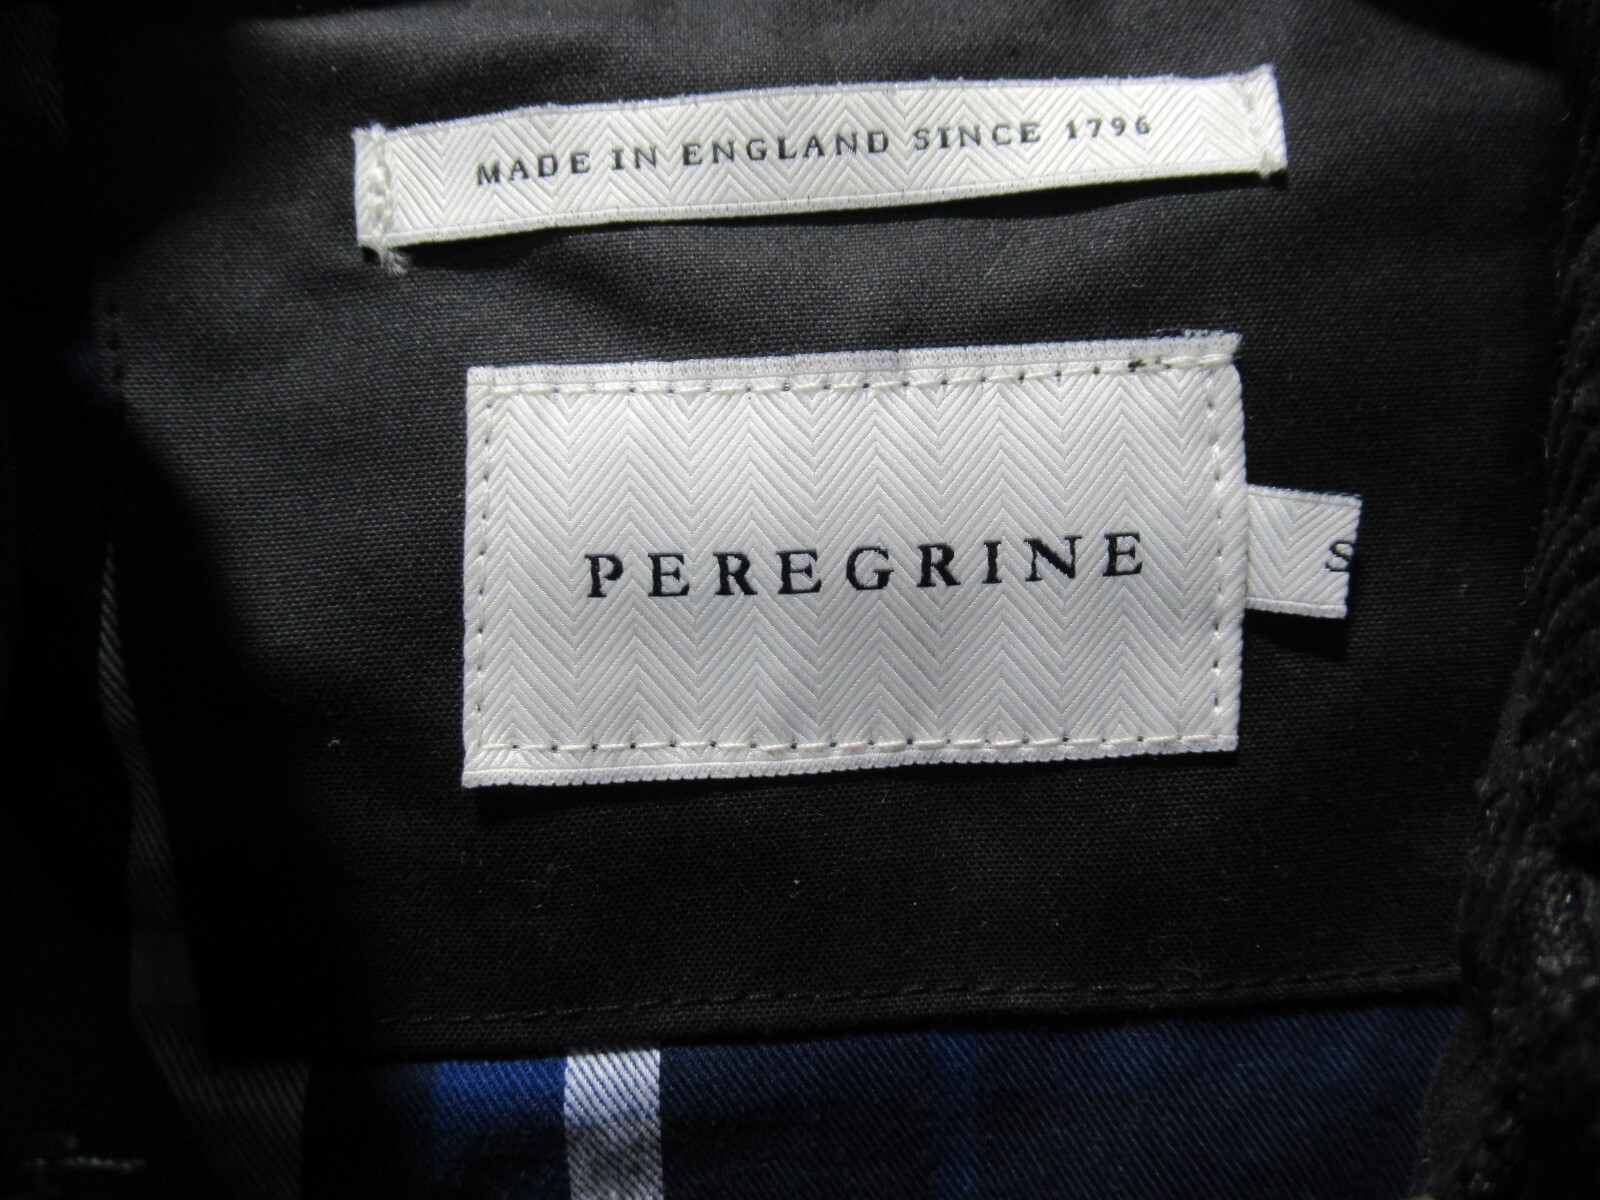 MADE IN ENGLAND SINCE 1796
PEREGRINE
S